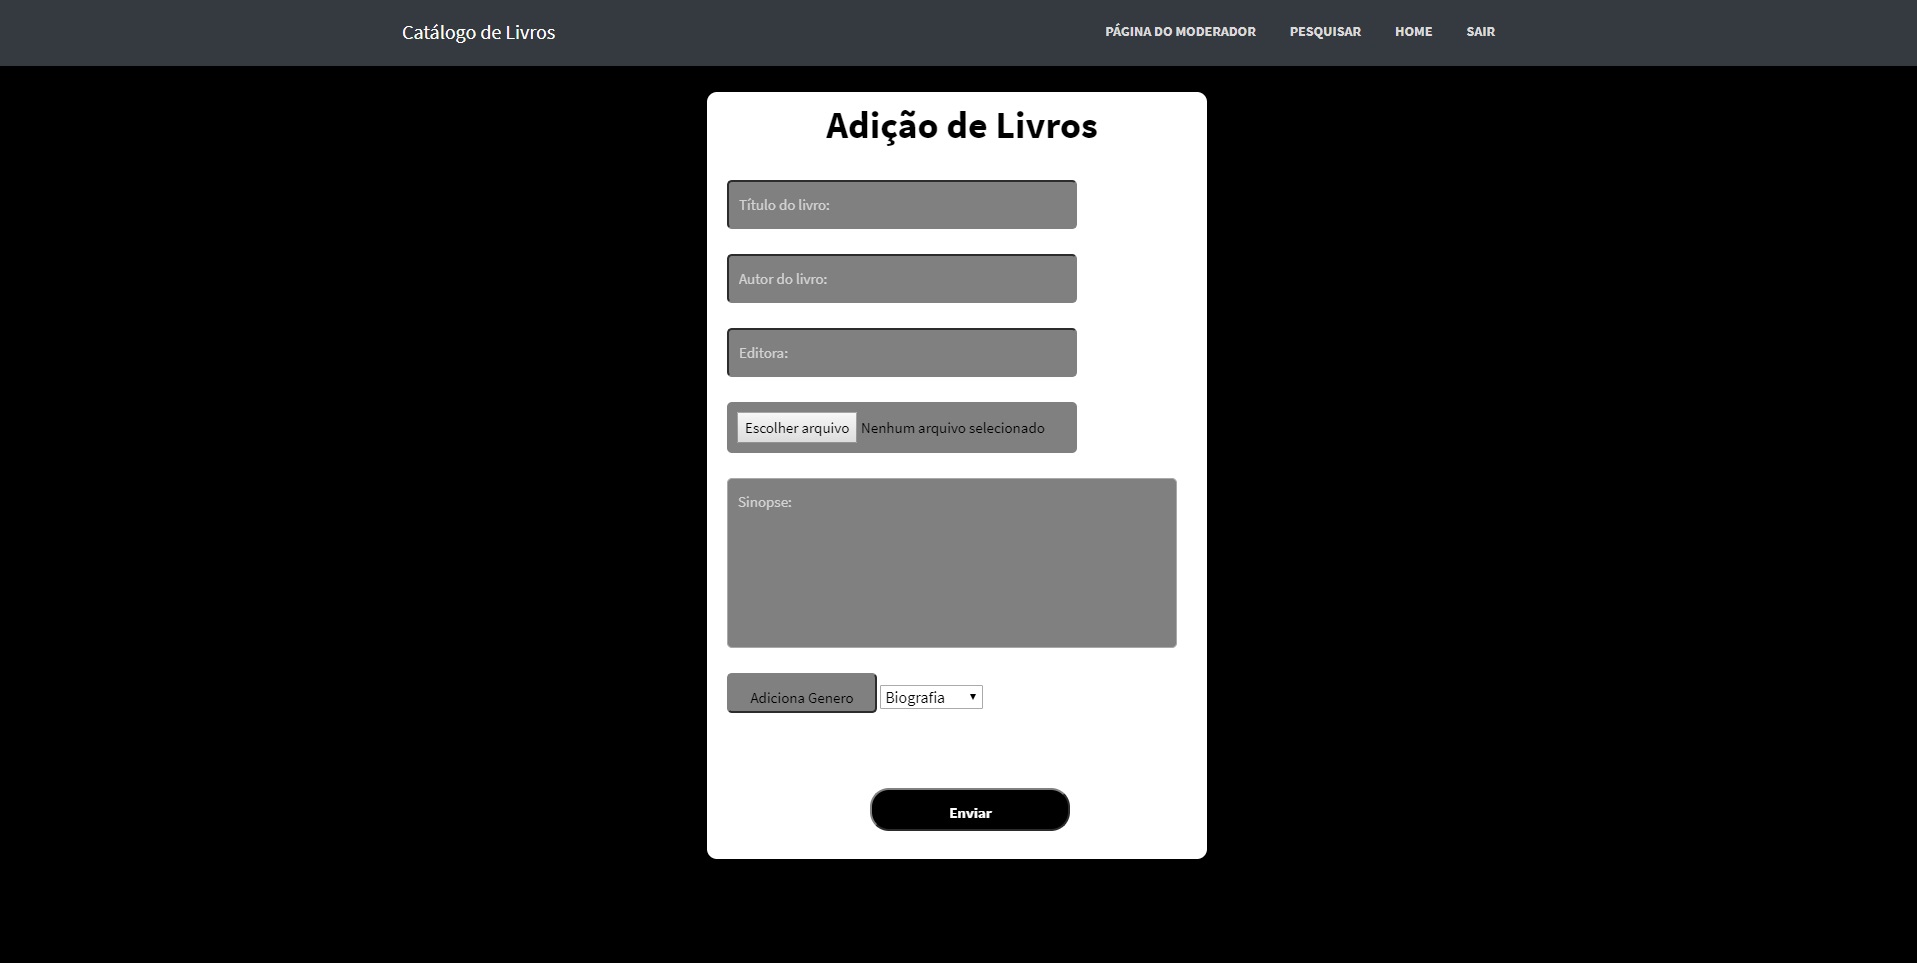 Catálogo de Livros
PÁGINA DO MODERADOR PESQUISAR HOME SAIR
Adição de Livros
Título do livro:
Autor do livro:
Editora:
Escolher arquivo Nenhum arquivo selecionado
Sinopse:
Adiciona Genero Biografia
Enviar